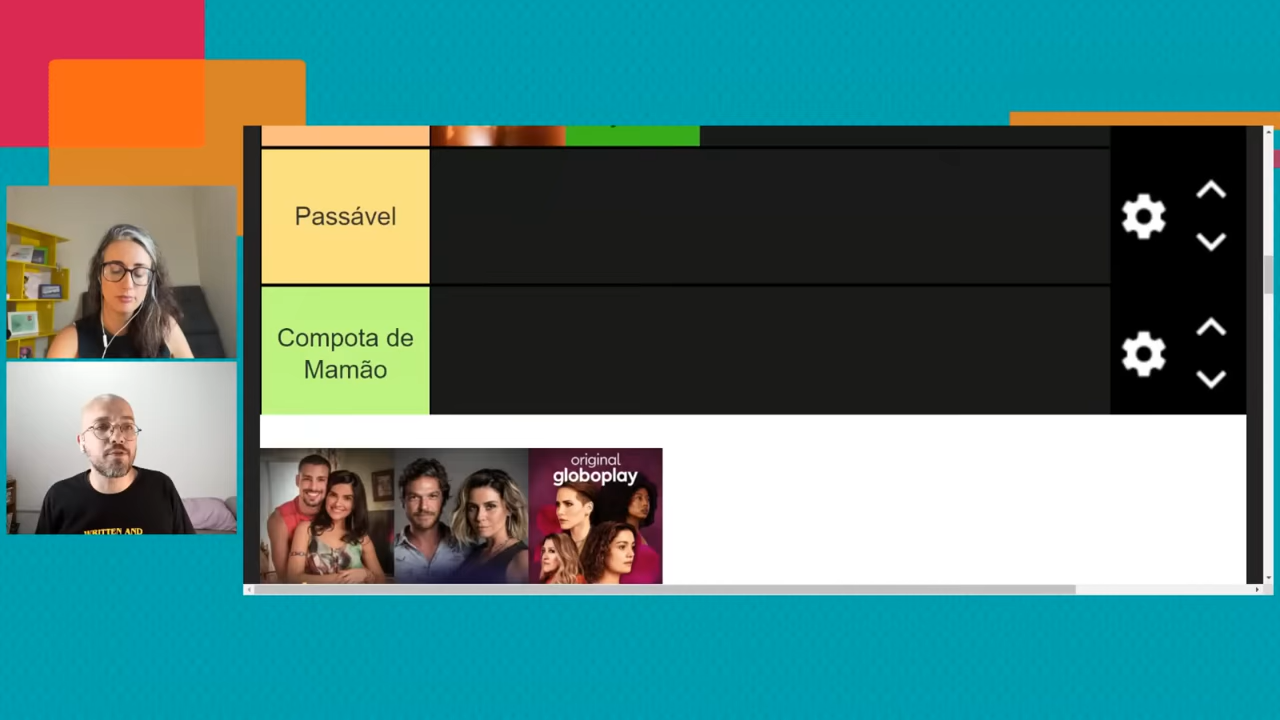 Passável
Compota de
Mamão
original
globoplay
WRITTEN AND